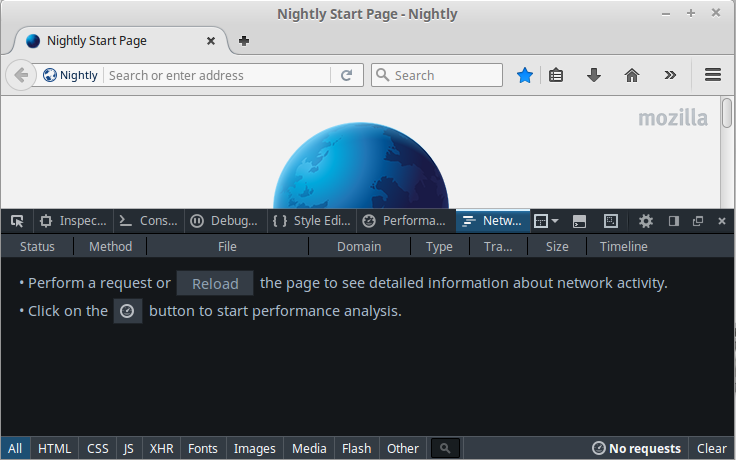 Nightly Start Page - Nightly
Nightly Start Page
Nightly Search or enter address Search
mozilla
Inspec... Cons... Debug... Style Edi... Performa... Netw...
Status Method File Domain Type Tra... Size Timeline
• Perform a request or Reload the page to see detailed information about network activity.
• Click on the button to start performance analysis.
All HTML CSS JS XHR Fonts Images Media Flash Other No requests Clear